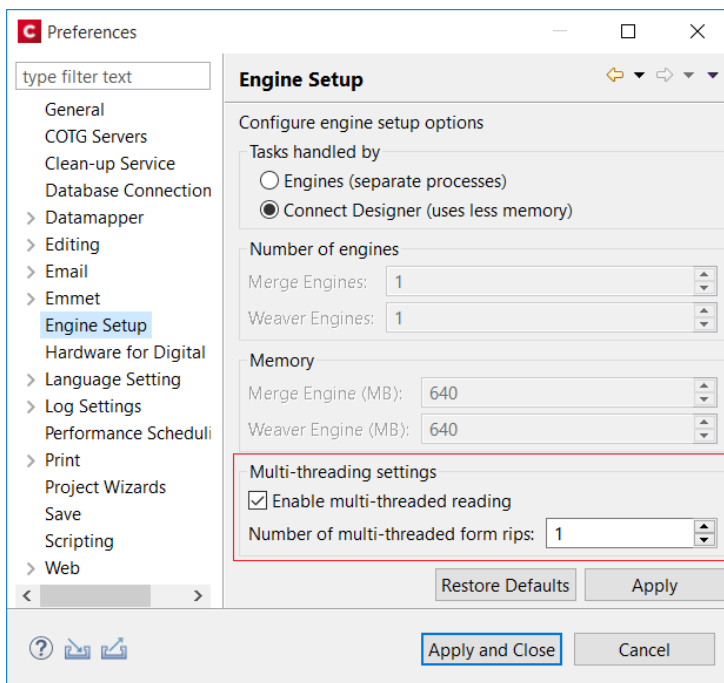 C Preferences
type filter text
General
COTG Servers
Clean-up Service
Database Connection
Datamapper
Editing
Email
Emmet
Engine Setup
Hardware for Digital
Language Setting
Log Settings
Performance Scheduli
Print
Project Wizards
Save
Scripting
Web
Engine Setup
Configure engine setup options
Tasks handled by
Engines (separate processes)
Connect Designer (uses less memory)
Number of engines
Merge Engines: 1
Weaver Engines: 1
Memory
Merge Engine (MB): 640
Weaver Engine (MB): 640
Multi-threading settings
Enable multi-threaded reading
Number of multi-threaded form rips: 1
Restore Defaults Apply
? Apply and Close Cancel